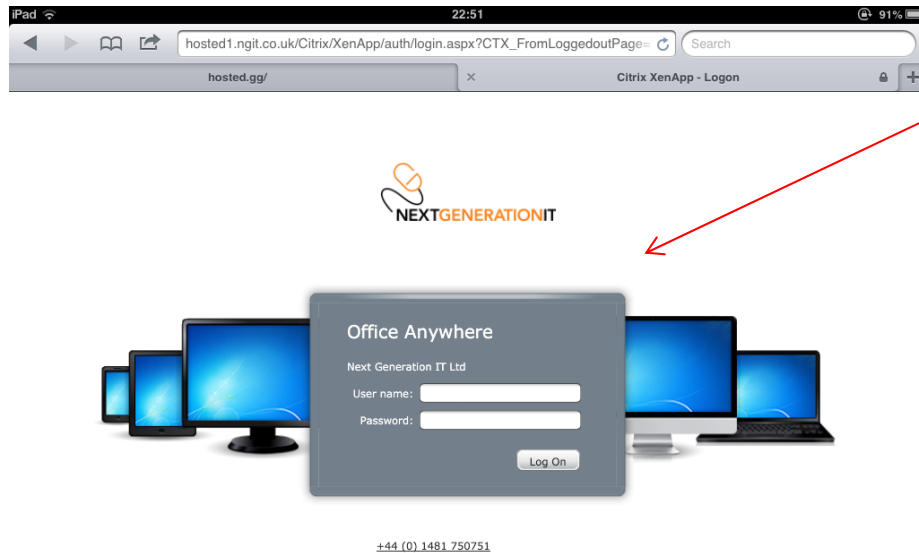 iPad 22:51 91%
hosted1.ngit.co.uk/Citrix/XenApp/auth/login.aspx?CTX_FromLoggedoutPage= Search
hosted.gg/ Citrix XenApp - Logon
NEXTGENERATIONIT
Office Anywhere
Next Generation IT Ltd
User name:
Password:
Log On
+44 (0) 1481 750751